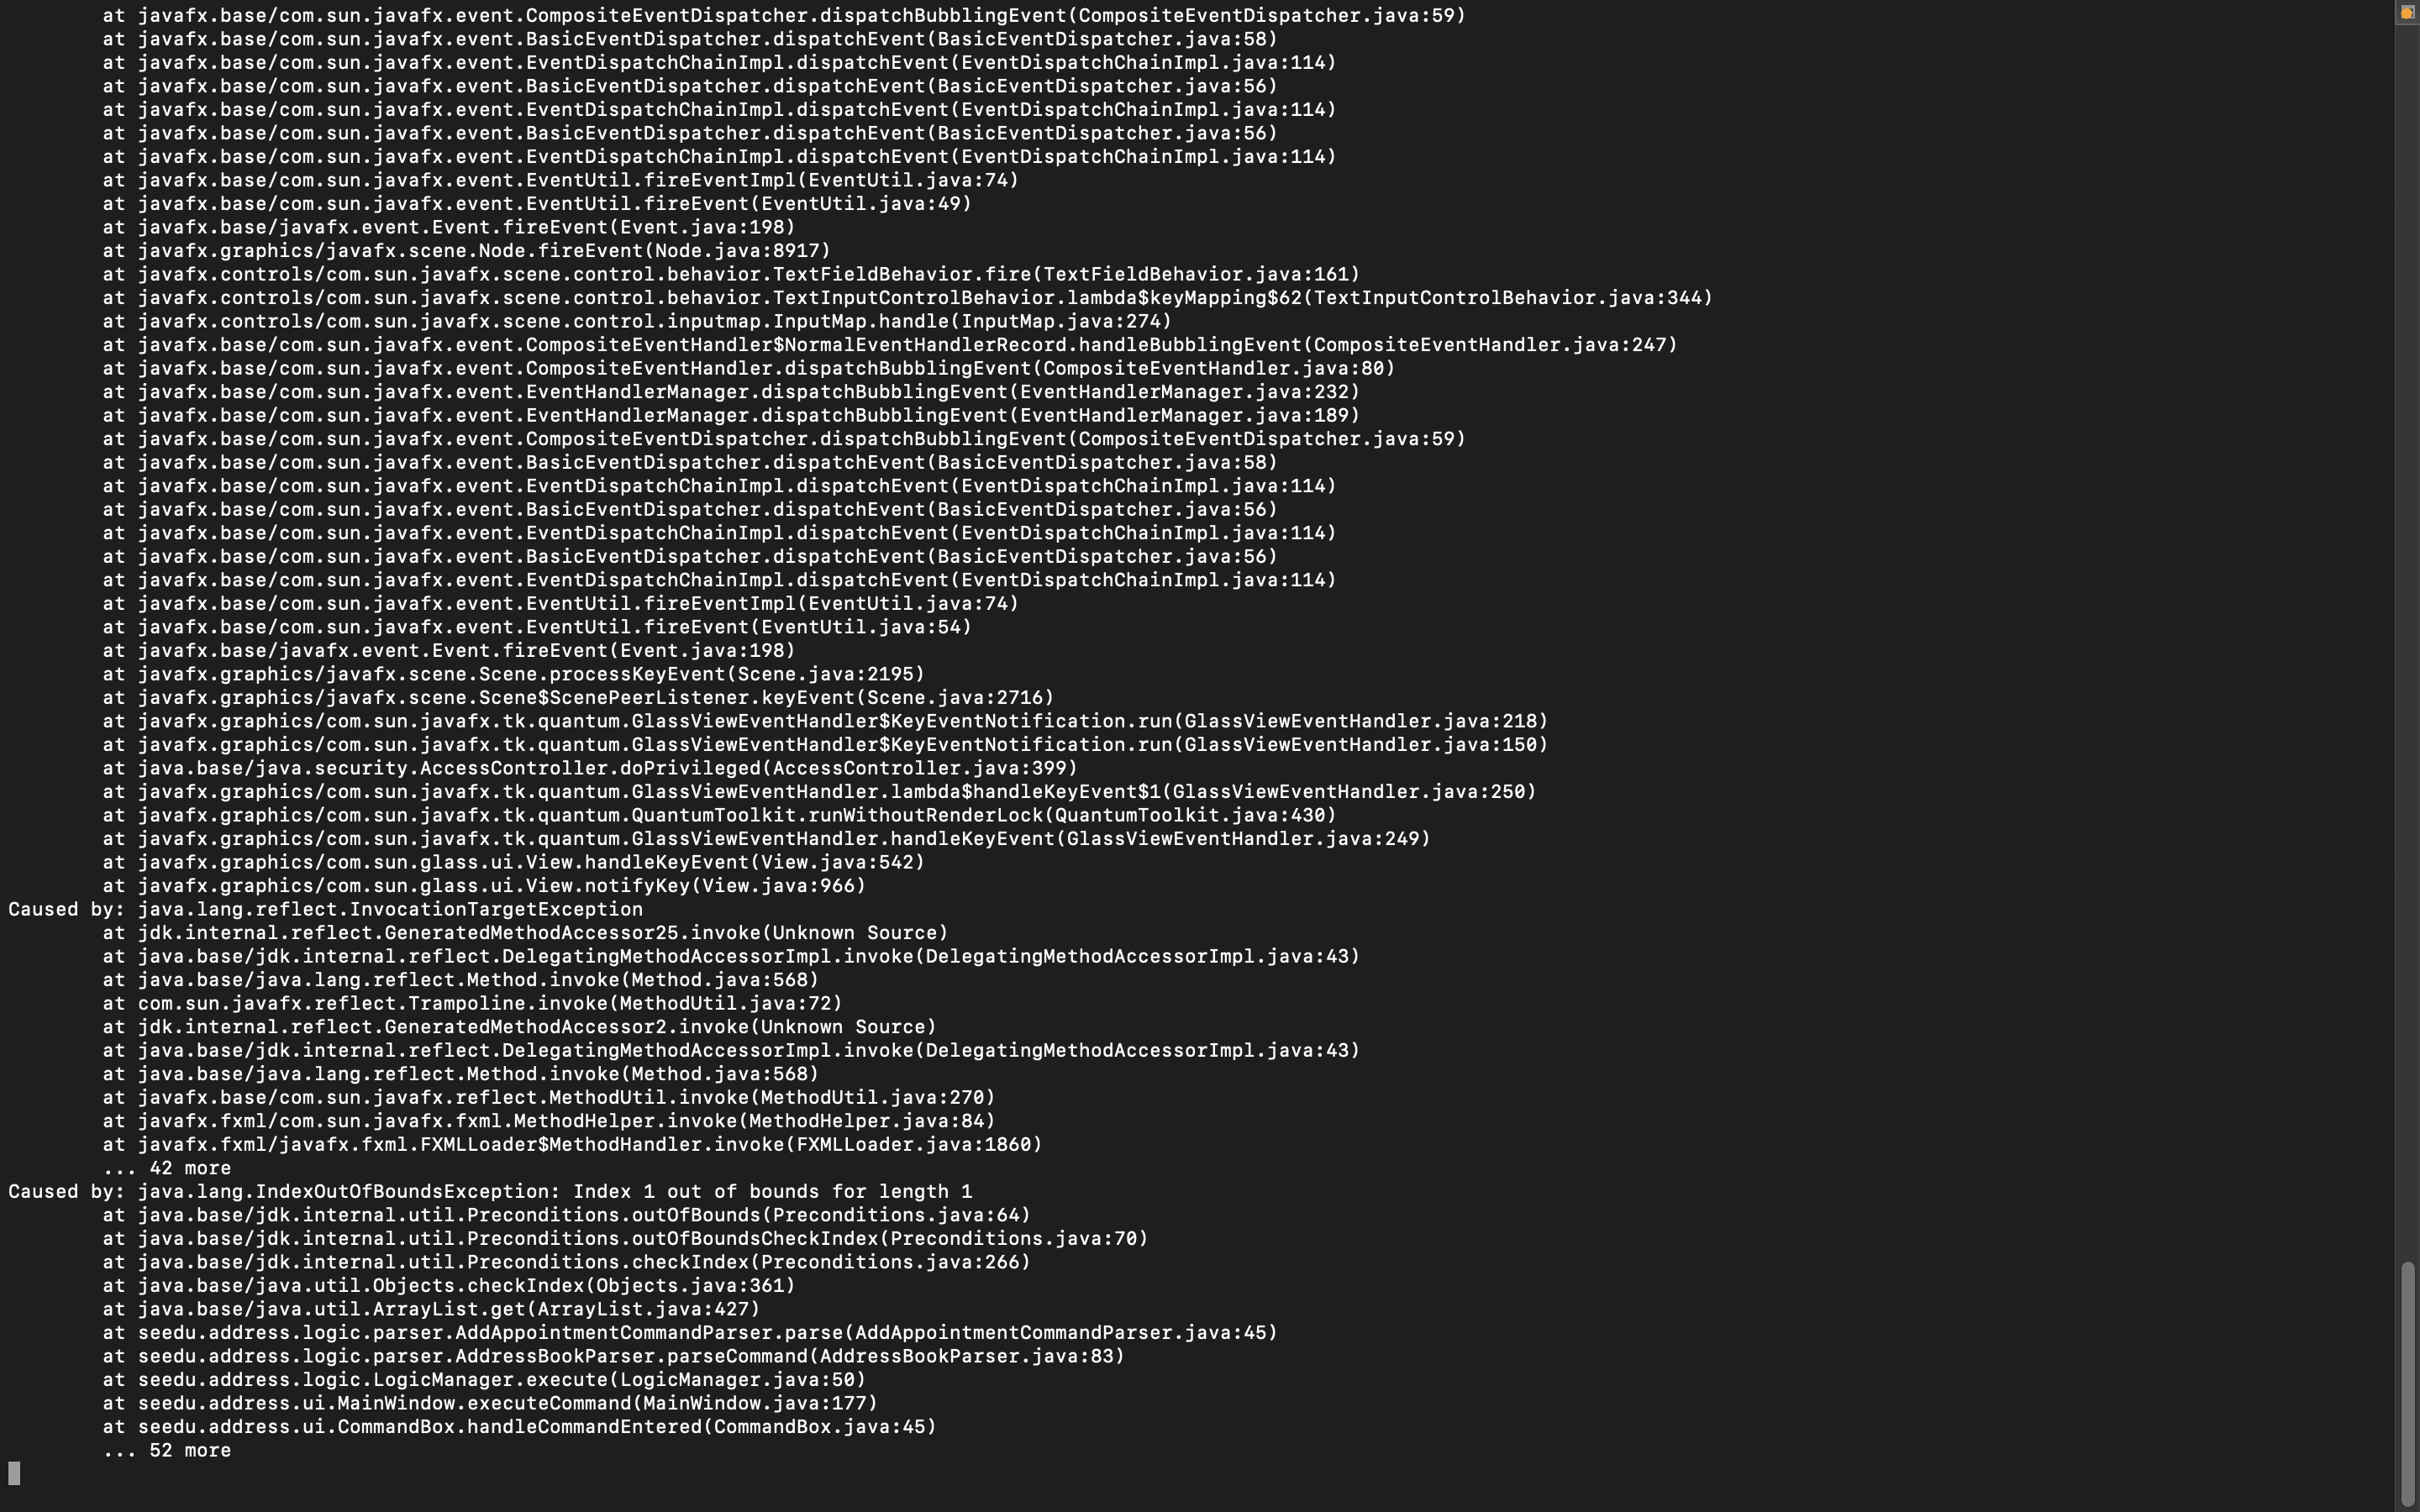 at javafx.base/com.sun.javafx.event.CompositeEventDispatcher.dispatchBubblingEvent(CompositeEventDispatcher.java:59)
at javafx.base/com.sun.javafx.event.BasicEventDispatcher.dispatchEvent(BasicEventDispatcher.java:58)
at javafx.base/com.sun.javafx.event.EventDispatchChainImpl.dispatchEvent(EventDispatchChainImpl.java:114)
at javafx.base/com.sun.javafx.event.BasicEventDispatcher.dispatchEvent(BasicEventDispatcher.java:56)
at javafx.base/com.sun.javafx.event.EventDispatchChainImpl.dispatchEvent(EventDispatchChainImpl.java:114)
at javafx.base/com.sun.javafx.event.BasicEventDispatcher.dispatchEvent(BasicEventDispatcher.java:56)
at javafx.base/com.sun.javafx.event.EventDispatchChainImpl.dispatchEvent(EventDispatchChainImpl.java:114)
at javafx.base/com.sun.javafx.event.EventUtil.fireEventImpl(EventUtil.java:74)
at javafx.base/com.sun.javafx.event.EventUtil.fireEvent(EventUtil.java:49)
at javafx.base/javafx.event.Event.fireEvent(Event.java:198)
at javafx.graphics/javafx.scene.Node.fireEvent(Node.java:8917)
at javafx.controls/com.sun.javafx.scene.control.behavior.TextFieldBehavior.fire(TextFieldBehavior.java:161)
at javafx.controls/com.sun.javafx.scene.control.behavior.TextInputControlBehavior.lambda$keyMapping$62(TextInputControlBehavior.java:344)
at javafx.controls/com.sun.javafx.scene.control.inputmap.InputMap.handle(InputMap.java:274)
at javafx.base/com.sun.javafx.event.CompositeEventHandler$NormalEventHandlerRecord.handleBubblingEvent(CompositeEventHandler.java:247)
at javafx.base/com.sun.javafx.event.CompositeEventHandler.dispatchBubblingEvent(CompositeEventHandler.java:80)
at javafx.base/com.sun.javafx.event.EventHandlerManager.dispatchBubblingEvent(EventHandlerManager.java:232)
at javafx.base/com.sun.javafx.event.EventHandlerManager.dispatchBubblingEvent(EventHandlerManager.java:189)
at javafx.base/com.sun.javafx.event.CompositeEventDispatcher.dispatchBubblingEvent(CompositeEventDispatcher.java:59)
at javafx.base/com.sun.javafx.event.BasicEventDispatcher.dispatchEvent(BasicEventDispatcher.java:58)
at javafx.base/com.sun.javafx.event.EventDispatchChainImpl.dispatchEvent(EventDispatchChainImpl.java:114)
at javafx.base/com.sun.javafx.event.BasicEventDispatcher.dispatchEvent(BasicEventDispatcher.java:56)
at javafx.base/com.sun.javafx.event.EventDispatchChainImpl.dispatchEvent(EventDispatchChainImpl.java:114)
at javafx.base/com.sun.javafx.event.BasicEventDispatcher.dispatchEvent(BasicEventDispatcher.java:56)
at javafx.base/com.sun.javafx.event.EventDispatchChainImpl.dispatchEvent(EventDispatchChainImpl.java:114)
at javafx.base/com.sun.javafx.event.EventUtil.fireEventImpl(EventUtil.java:74)
at javafx.base/com.sun.javafx.event.EventUtil.fireEvent(EventUtil.java:54)
at javafx.base/javafx.event.Event.fireEvent(Event.java:198)
at javafx.graphics/javafx.scene.Scene.processKeyEvent(Scene.java:2195)
at javafx.graphics/javafx.scene.Scene$ScenePeerListener.keyEvent(Scene.java:2716)
at javafx.graphics/com.sun.javafx.tk.quantum.GlassViewEventHandler$KeyEventNotification.run(GlassViewEventHandler.java:218)
at javafx.graphics/com.sun.javafx.tk.quantum.GlassViewEventHandler$KeyEventNotification.run(GlassViewEventHandler.java:150)
at java.base/java.security.AccessController.doPrivileged(AccessController.java:399)
at javafx.graphics/com.sun.javafx.tk.quantum.GlassViewEventHandler.lambda$handleKeyEvent$1(GlassViewEventHandler.java:250)
at javafx.graphics/com.sun.javafx.tk.quantum.QuantumToolkit.runWithoutRenderLock(QuantumToolkit.java:430)
at javafx.graphics/com.sun.javafx.tk.quantum.GlassViewEventHandler.handleKeyEvent(GlassViewEventHandler.java:249)
at javafx.graphics/com.sun.glass.ui.View.handleKeyEvent(View.java:542)
at javafx.graphics/com.sun.glass.ui.View.notifyKey(View.java:966)
Caused by: java.lang.reflect.InvocationTargetException
at jdk.internal.reflect.GeneratedMethodAccessor25.invoke(Unknown Source)
at java.base/jdk.internal.reflect.DelegatingMethodAccessorImpl.invoke(DelegatingMethodAccessorImpl.java:43)
at java.base/java.lang.reflect.Method.invoke(Method.java:568)
at com.sun.javafx.reflect.Trampoline.invoke(MethodUtil.java:72)
at jdk.internal.reflect.GeneratedMethodAccessor2.invoke(Unknown Source)
at java.base/jdk.internal.reflect.DelegatingMethodAccessorImpl.invoke(DelegatingMethodAccessorImpl.java:43)
at java.base/java.lang.reflect.Method.invoke(Method.java:568)
at javafx.base/com.sun.javafx.reflect.MethodUtil.invoke(MethodUtil.java:270)
at javafx.fxml/com.sun.javafx.fxml.MethodHelper.invoke(MethodHelper.java:84)
at javafx.fxml/javafx.fxml.FXMLLoader$MethodHandler.invoke(FXMLLoader.java:1860)
... 42 more
Caused by: java.lang.IndexOutOfBoundsException: Index 1 out of bounds for length 1
at java.base/jdk.internal.util.Preconditions.outOfBounds(Preconditions.java:64)
at java.base/jdk.internal.util.Preconditions.outOfBoundsCheckIndex(Preconditions.java:70)
at java.base/jdk.internal.util.Preconditions.checkIndex(Preconditions.java:266)
at java.base/java.util.Objects.checkIndex(Objects.java:361)
at java.base/java.util.ArrayList.get(ArrayList.java:427)
at seedu.address.logic.parser.AddAppointmentCommandParser.parse(AddAppointmentCommandParser.java:45)
at seedu.address.logic.parser.AddressBookParser.parseCommand(AddressBookParser.java:83)
at seedu.address.logic.LogicManager.execute(LogicManager.java:50)
at seedu.address.ui.MainWindow.executeCommand(MainWindow.java:177)
at seedu.address.ui.CommandBox.handleCommandEntered(CommandBox.java:45)
... 52 more